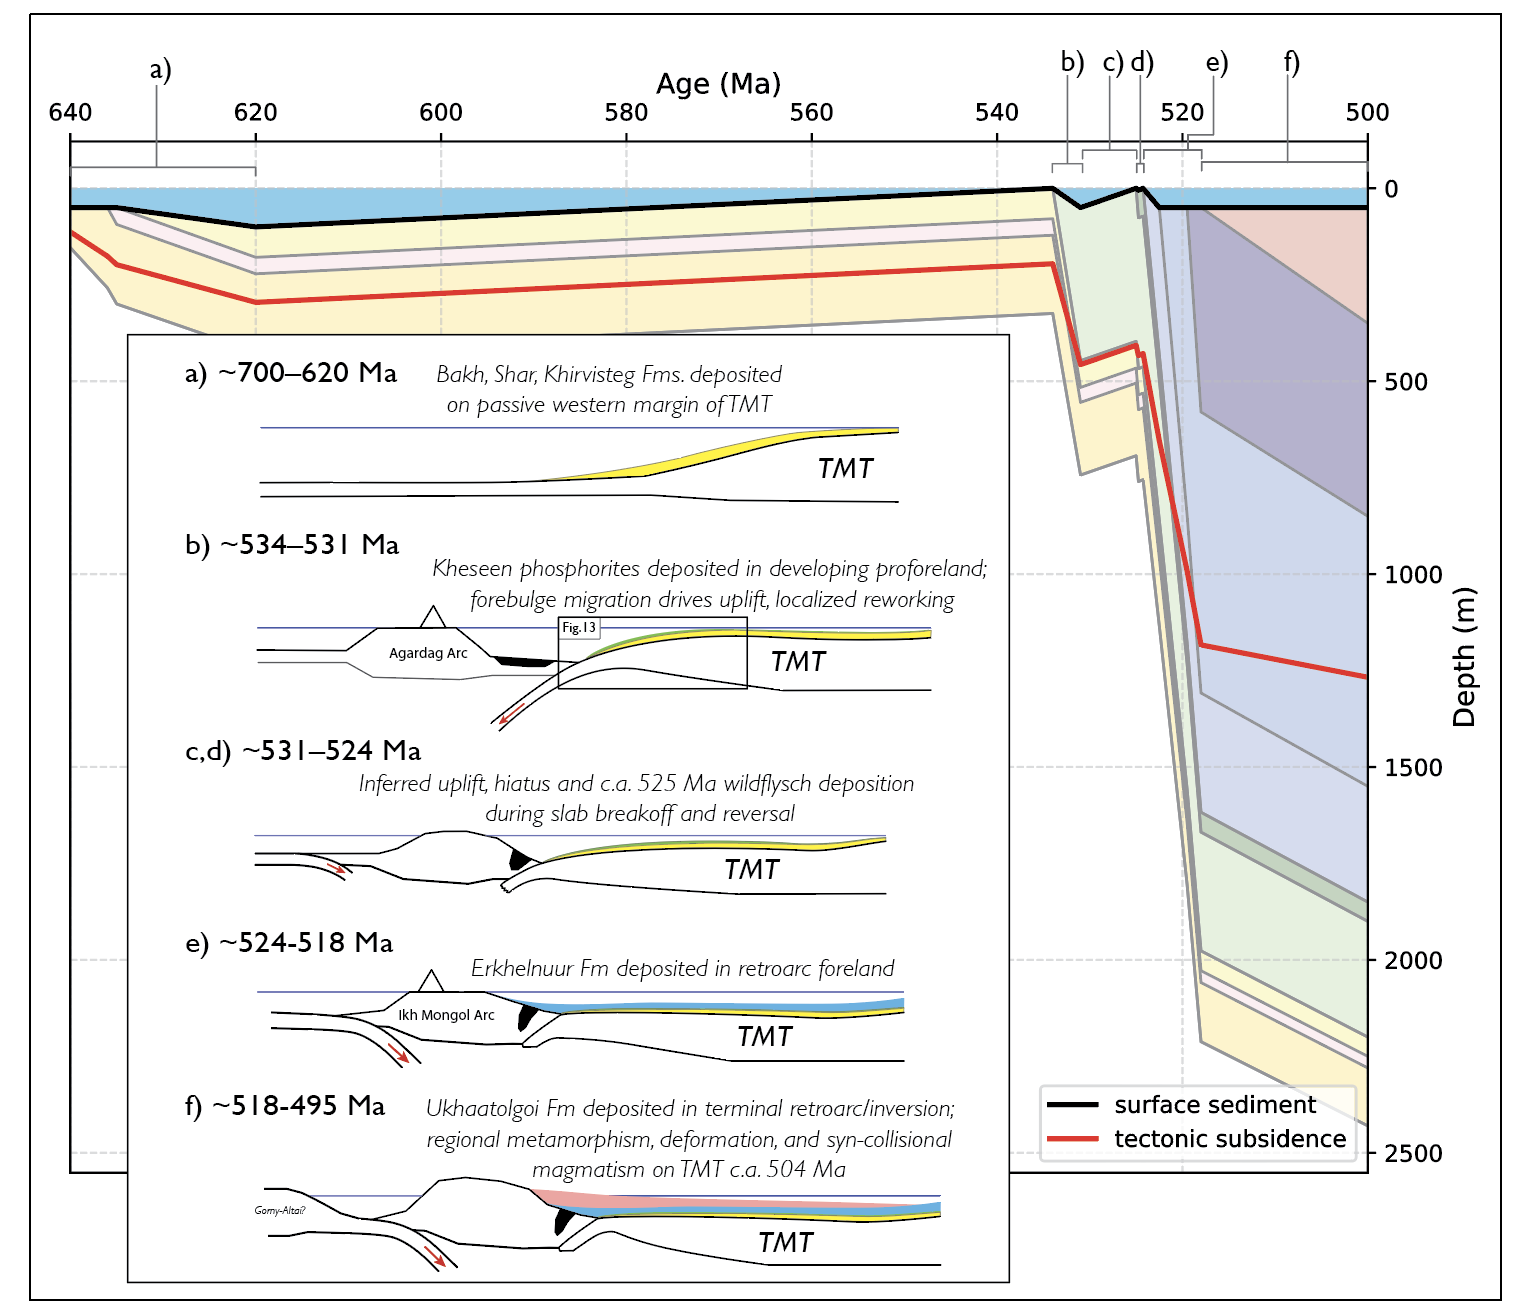 a)
b) c) d) e) f)
Age (Ma)
640 620 600 580 560 540 520 500
0
500
1000
1500
2000
2500
Depth (m)
a) ~700–620 Ma
Bakh, Shar, Khirvisteg Fms. deposited
on passive western margin of TMT
TMT
b) ~534–531 Ma
Kheseen phosphorites deposited in developing proforeland;
forebulge migration drives uplift, localized reworking
Fig.13
Agardag Arc
TMT
c,d) ~531–524 Ma
Inferred uplift, hiatus and c.a. 525 Ma wildflysch deposition
during slab breakoff and reversal
TMT
e) ~524-518 Ma
Erkhelnuur Fm deposited in retroarc foreland
Ikh Mongol Arc
TMT
f) ~518-495 Ma
Ukhaatolgoi Fm deposited in terminal retroarc/inversion;
regional metamorphism, deformation, and syn-collisional
magmatism on TMT c.a. 504 Ma
Gorny-Altai?
TMT
surface sediment
tectonic subsidence